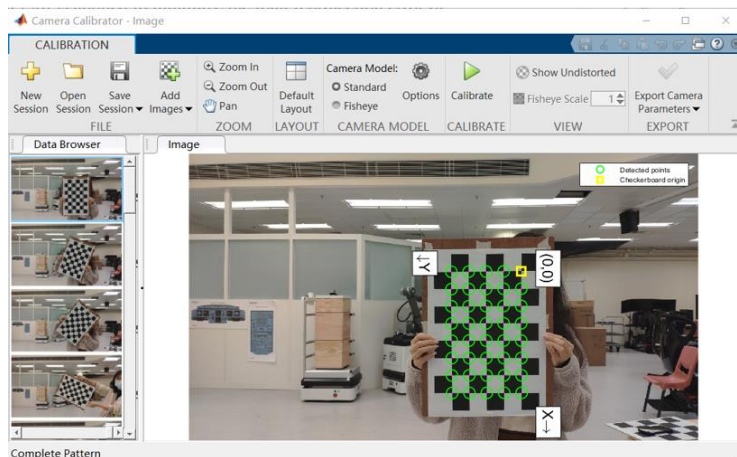 Camera Calibrator - Image
CALIBRATION
New Session
Open Session
Save Session
Add Images
FILE
Zoom In
Zoom Out
Pan
ZOOM
Default Layout
LAYOUT
Camera Model:
Standard
Fisheye
Options
CAMERA MODEL
Calibrate
CALIBRATE
Show Undistorted
Fisheye Scale 1
VIEW
Export Camera Parameters
EXPORT
Data Browser
Image
Detected points
Checkerboard origin
←Y
(0,0)
X→
Complete Pattern